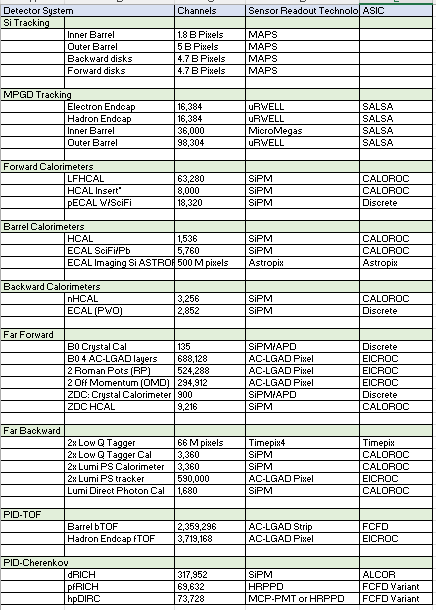 Detector System Channels Sensor Readout Technolo ASIC
Si Tracking
Inner Barrel 1.8 B Pixels MAPS
Outer Barrel 5 B Pixels MAPS
Backward disks 4.7 B Pixels MAPS
Forward disks 4.7 B Pixels MAPS
MPGD Tracking
Electron Endcap 16,384 uRWELL SALSA
Hadron Endcap 16,384 uRWELL SALSA
Inner Barrel 36,000 MicroMegas SALSA
Outer Barrel 98,304 uRWELL SALSA
Forward Calorimeters
LFHCAL 63,280 SiPM CALOROC
HCAL Insert* 8,000 SiPM CALOROC
pECAL W/SciFi 18,320 SiPM Discrete
Barrel Calorimeters
HCAL 1,536 SiPM CALOROC
ECAL SciFi/Pb 5,760 SiPM CALOROC
ECAL Imaging Si ASTROP 500 M pixels Astropix Astropix
Backward Calorimeters
nHCAL 3,256 SiPM CALOROC
ECAL (PWO) 2,852 SiPM Discrete
Far Forward
B0 Crystal Cal 135 SiPM/APD Discrete
B0 4 AC-LGAD layers 688,128 AC-LGAD Pixel EICROC
2 Roman Pots (RP) 524,288 AC-LGAD Pixel EICROC
2 Off Momentum (OMD) 294,912 AC-LGAD Pixel EICROC
ZDC: Crystal Calorimeter 900 SiPM/APD Discrete
ZDC HCAL 9,216 SiPM CALOROC
Far Backward
2x Low Q Tagger 66 M pixels Timepix4 Timepix
2x Low Q Tagger Cal 3,360 SiPM CALOROC
2x Lumi PS Calorimeter 3,360 SiPM CALOROC
2x Lumi PS tracker 590,000 AC-LGAD Pixel EICROC
Lumi Direct Photon Cal 1,680 SiPM CALOROC
PID-TOF
Barrel bTOF 2,359,296 AC-LGAD Strip FCFD
Hadron Endcap fTOF 3,719,168 AC-LGAD Pixel EICROC
PID-Cherenkov
dRICH 317,952 SiPM ALCOR
pfRICH 69,632 HRPPD FCFD Variant
hpDIRC 73,728 MCP-PMT or HRPPD FCFD Variant